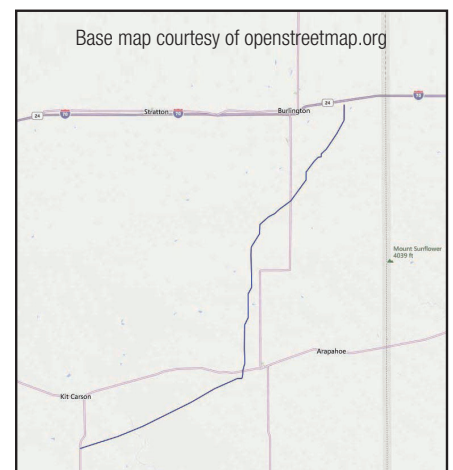 Base map courtesy of openstreetmap.org
24
70
Stratton
70
Burlington
24
70
Mount Sunflower
4039 ft
Arapahoe
Kit Carson